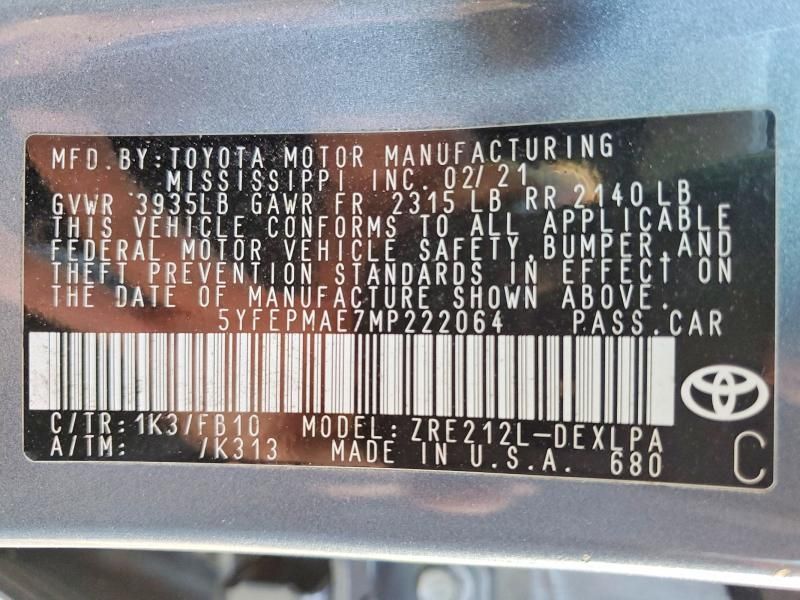 MFD. BY: TOYOTA MOTOR MANUFACTURING
MISSISSIPPI INC. 02/21
GVWR 3935LB GAWR FR 2315 LB RR 2140 LB
THIS VEHICLE CONFORMS TO ALL APPLICABLE
FEDERAL MOTOR VEHICLE SAFETY, BUMPER, AND
THEFT PREVENTION STANDARDS IN EFFECT ON
THE DATE OF MANUFACTURE SHOWN ABOVE.
5YFEPMAE7MP222064 PASS. CAR
C/TR: 1K3/FB10 MODEL: ZRE212L-DEXLPA
A/TM: /K313 MADE IN U.S.A. 680
C